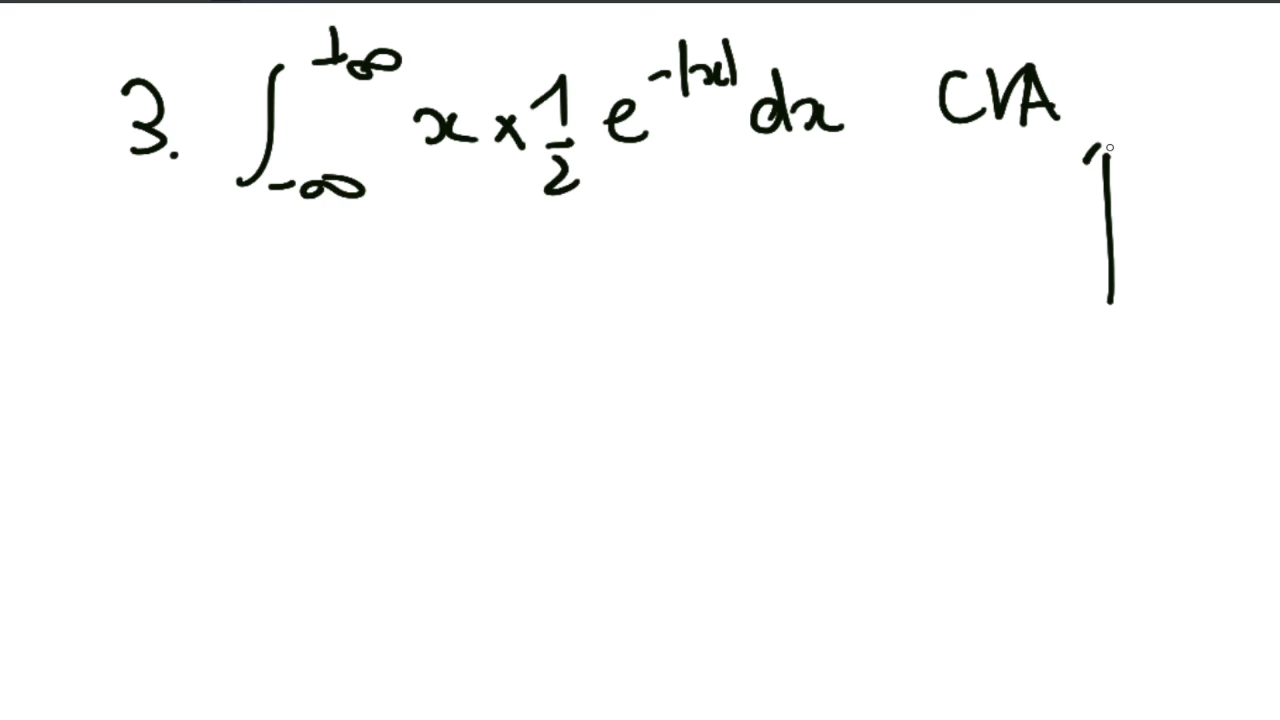 3. ∫_{-∞}^{+∞} x × 1/2 e^{-|x|} dx CVA